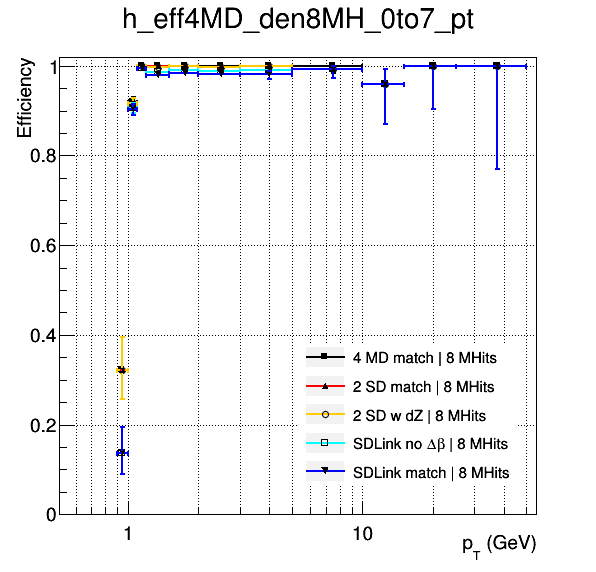 h_eff4MD_den8MH_0to7_pt
Efficiency
1
0.8
0.6
0.4
0.2
0
4 MD match | 8 MHits
2 SD match | 8 MHits
2 SD w dZ | 8 MHits
SDLink no Δβ | 8 MHits
SDLink match | 8 MHits
1
10
p_T (GeV)